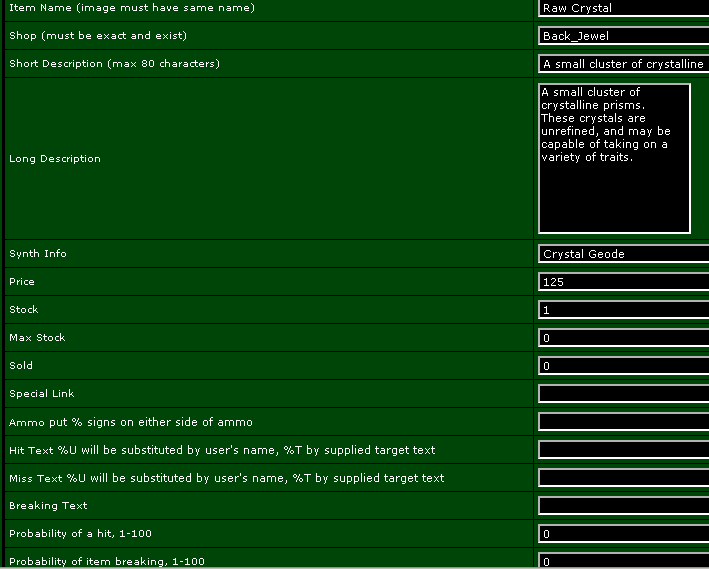 Item Name (image must have same name) Raw Crystal
Shop (must be exact and exist) Back_Jewel
Short Description (max 80 characters) A small cluster of crystalline
Long Description
A small cluster of
crystalline prisms.
These crystals are
unrefined, and may be
capable of taking on a
variety of traits.
Synth Info Crystal Geode
Price 125
Stock 1
Max Stock 0
Sold 0
Special Link
Ammo put % signs on either side of ammo
Hit Text %U will be substituted by user's name, %T by supplied target text
Miss Text %U will be substituted by user's name, %T by supplied target text
Breaking Text
Probability of a hit, 1-100 0
Probability of item breaking, 1-100 0